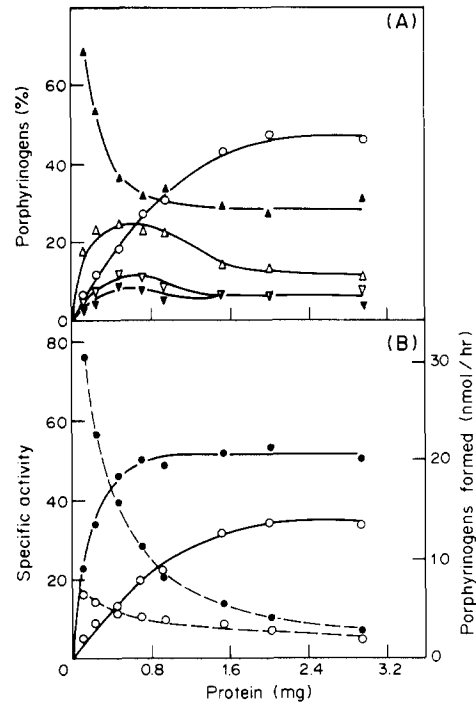 (A)
Porphyrinogens (%)
60
40
20
0
(B)
Specific activity
80
60
40
20
Porphyrinogens formed (nmol/hr)
30
20
10
0
0
0.8
1.6
2.4
3.2
Protein (mg)